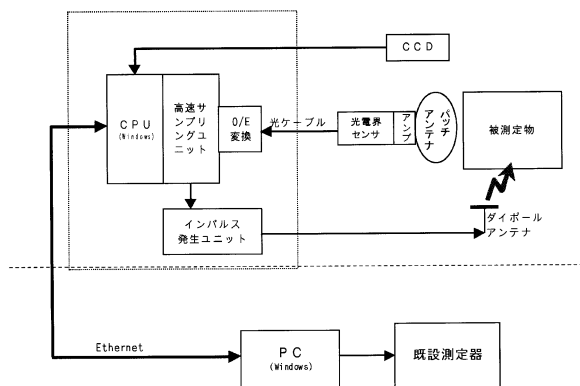 CCD
CPU
(Windows)
高速サ
ンプリ
ングユ
ニット
O/E
変換
光ケーブル
光電界
センサ
アンプ
パッチ
アンテナ
被測定物
インパルス
発生ユニット
ダイポール
アンテナ
Ethernet
PC
(Windows)
既設測定器